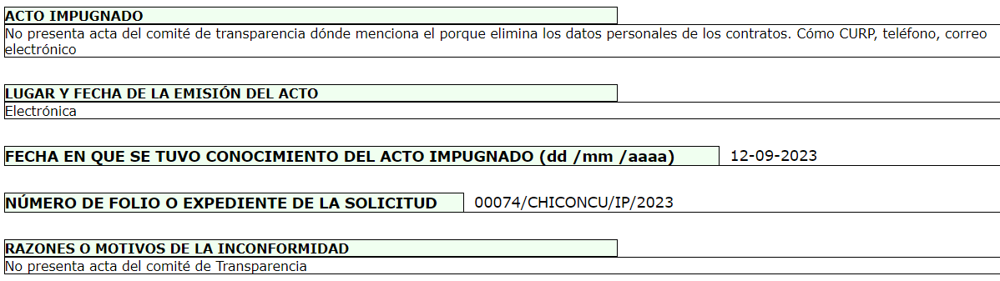 ACTO IMPUGNADO
No presenta acta del comité de transparencia dónde menciona el porque elimina los datos personales de los contratos. Cómo CURP, teléfono, correo
electrónico
LUGAR Y FECHA DE LA EMISIÓN DEL ACTO
Electrónica
FECHA EN QUE SE TUVO CONOCIMIENTO DEL ACTO IMPUGNADO (dd /mm /aaaa) 12-09-2023
NÚMERO DE FOLIO O EXPEDIENTE DE LA SOLICITUD 00074/CHICONCU/IP/2023
RAZONES O MOTIVOS DE LA INCONFORMIDAD
No presenta acta del comité de Transparencia